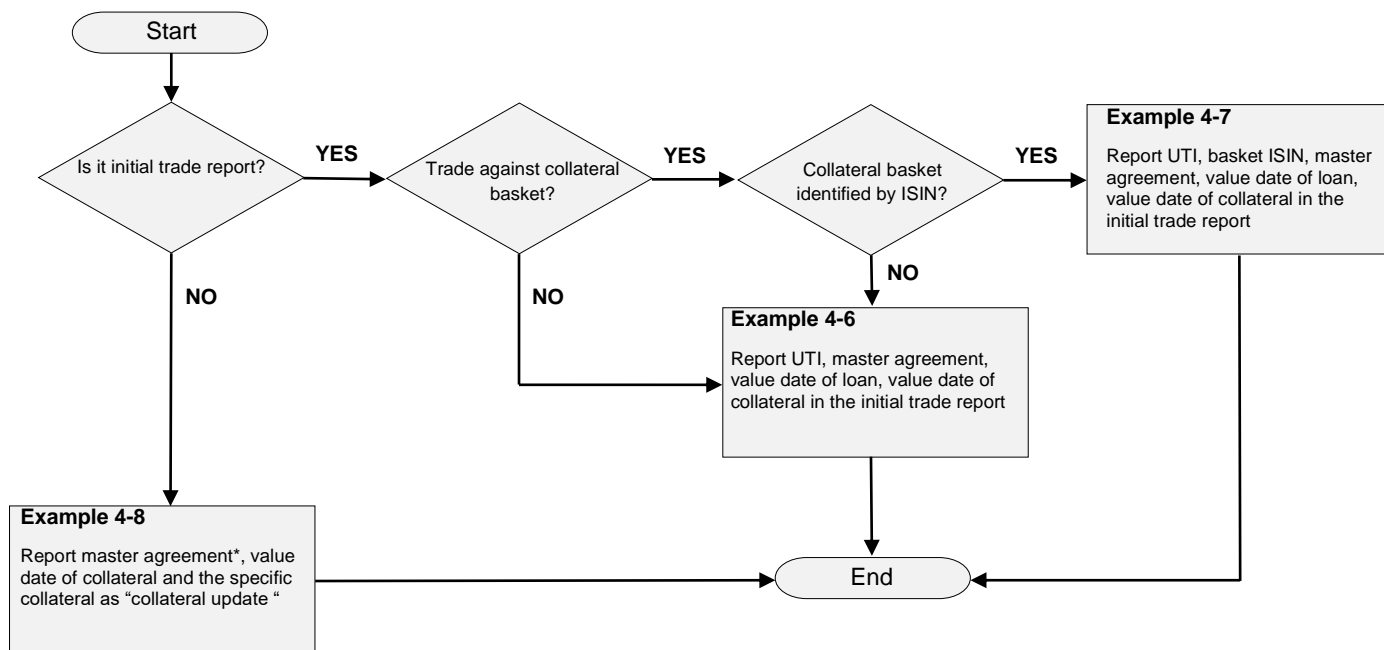 Start
Is it initial trade report?
YES
Trade against collateral
basket?
YES
Collateral basket
identified by ISIN?
YES
Example 4-7
Report UTI, basket ISIN, master
agreement, value date of loan,
value date of collateral in the
initial trade report
NO
NO
NO
Example 4-6
Report UTI, master agreement,
value date of loan, value date of
collateral in the initial trade report
Example 4-8
Report master agreement*, value
date of collateral and the specific
collateral as “collateral update “
End